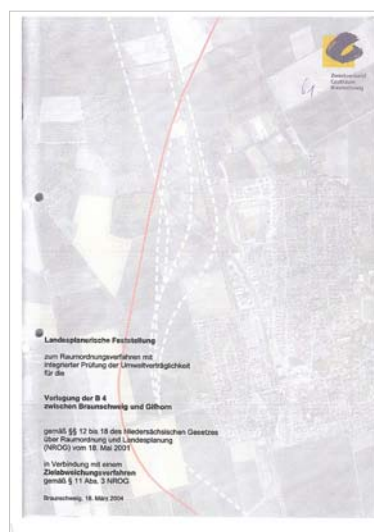 Zweckverband
Großraum
Braunschweig
Landesplanerische Feststellung
zum Raumordnungsverfahren mit
integrierter Prüfung der Umweltverträglichkeit
für die
Verlegung der B 4
zwischen Braunschweig und Gifhorn
gemäß §§ 12 bis 18 des Niedersächsischen Gesetzes
über Raumordnung und Landesplanung
(NROG) vom 18. Mai 2001
in Verbindung mit einem
Zielabweichungsverfahren
gemäß § 11 Abs. 3 NROG
Braunschweig, 18. März 2004